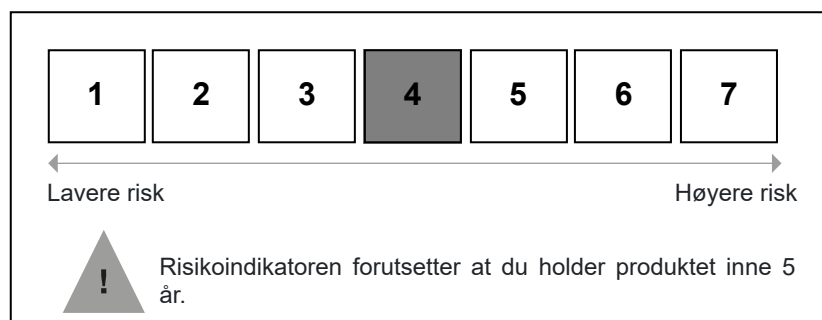 1 2 3 4 5 6 7
Lavere risk Høyere risk
! Risikoindikatoren forutsetter at du holder produktet inne 5
år.